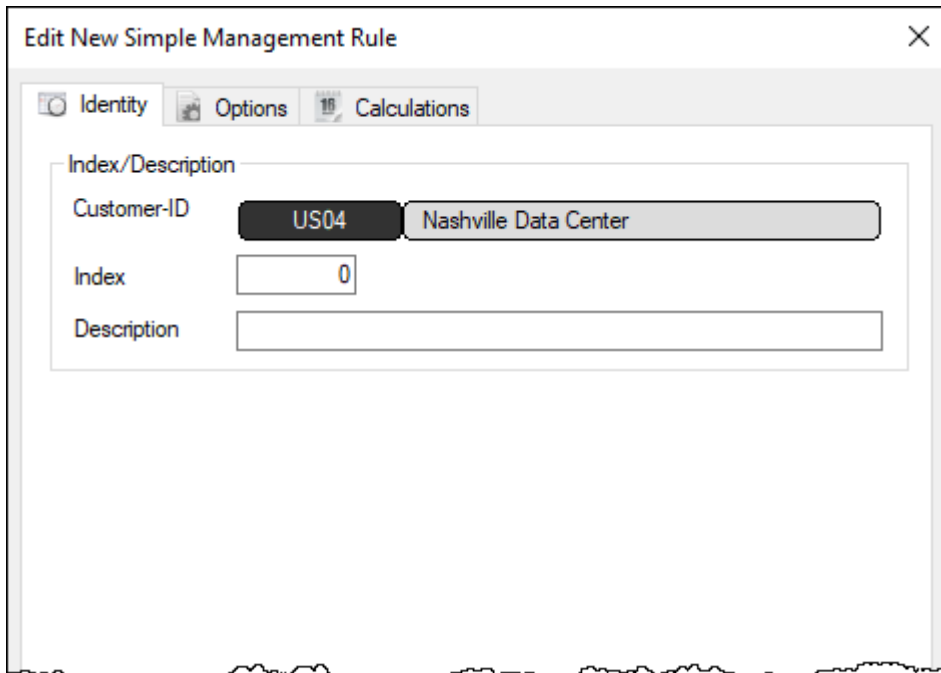 Edit New Simple Management Rule
Identity Options 16 Calculations
Index/Description
Customer-ID US04 Nashville Data Center
Index 0
Description